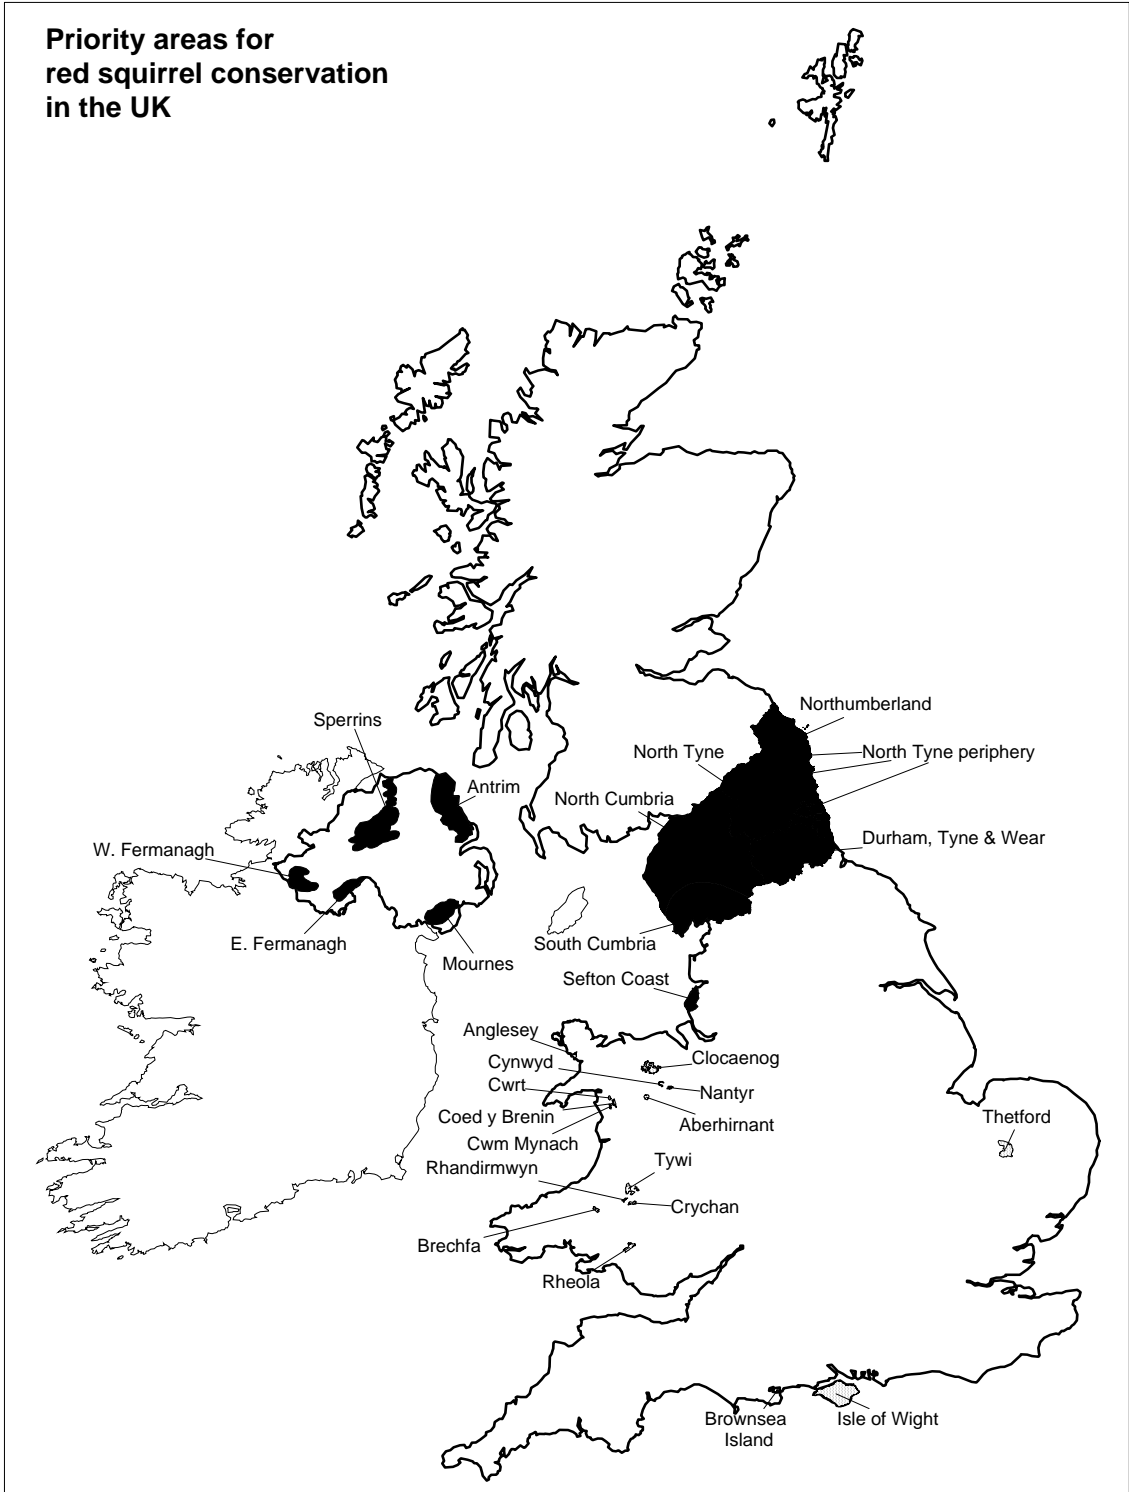 Priority areas for
red squirrel conservation
in the UK
Northumberland
Sperrins
North Tyne
North Tyne periphery
Antrim
North Cumbria
Durham, Tyne & Wear
W. Fermanagh
E. Fermanagh
South Cumbria
Mournes
Sefton Coast
Anglesey
Clocaenog
Cynwyd
Cwrt
Nantyr
Coed y Brenin
Aberhirnant
Thetford
Cwm Mynach
Tywi
Rhandirmwyn
Crychan
Brechfa
Rheola
Brownsea
Island
Isle of Wight